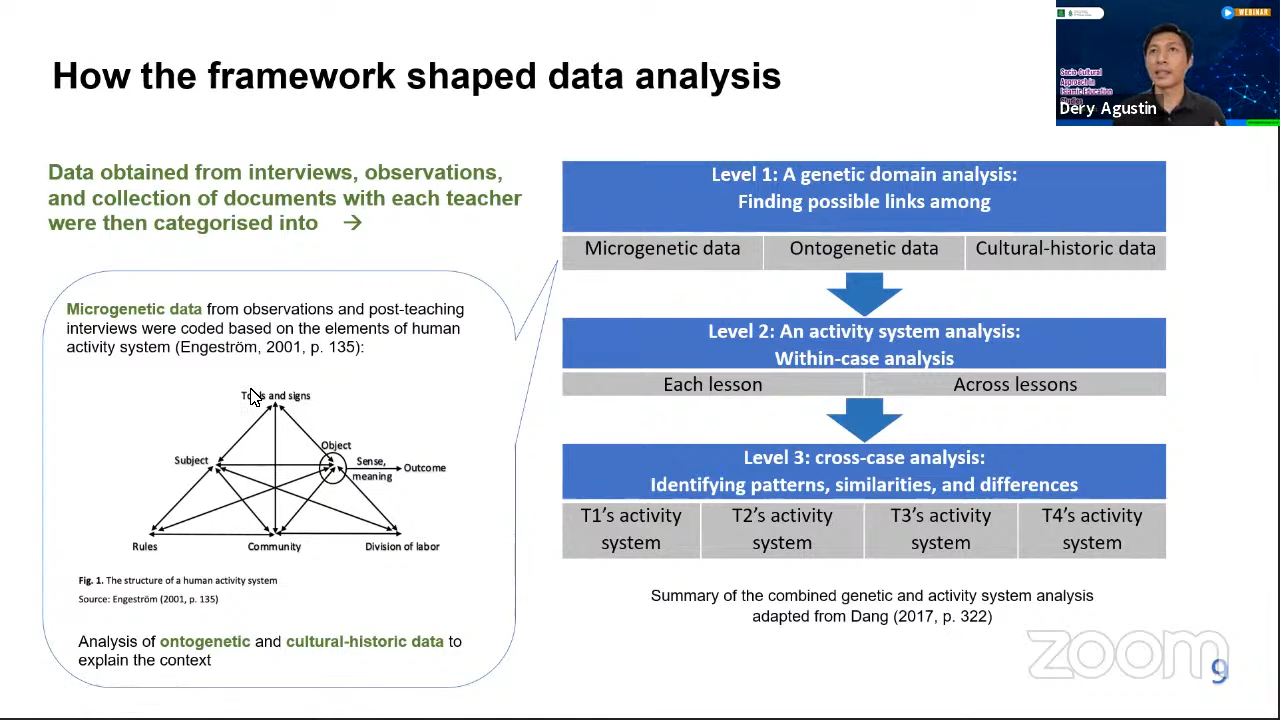 How the framework shaped data analysis
WEBINAR
Socio-Cultural
Approach in
Islamic Education
Dery Agustin
Data obtained from interviews, observations,
and collection of documents with each teacher
were then categorised into →
Microgenetic data from observations and post-teaching
interviews were coded based on the elements of human
activity system (Engeström, 2001, p. 135):
Tools and signs
Object
Subject
Sense,
meaning
Outcome
Rules
Community
Division of labor
Fig. 1. The structure of a human activity system
Source: Engeström (2001, p. 135)
Analysis of ontogenetic and cultural-historic data to
explain the context
Level 1: A genetic domain analysis:
Finding possible links among
Microgenetic data
Ontogenetic data
Cultural-historic data
Level 2: An activity system analysis:
Within-case analysis
Each lesson
Across lessons
Level 3: cross-case analysis:
Identifying patterns, similarities, and differences
T1's activity
system
T2's activity
system
T3's activity
system
T4's activity
system
Summary of the combined genetic and activity system analysis
adapted from Dang (2017, p. 322)
zoom
9